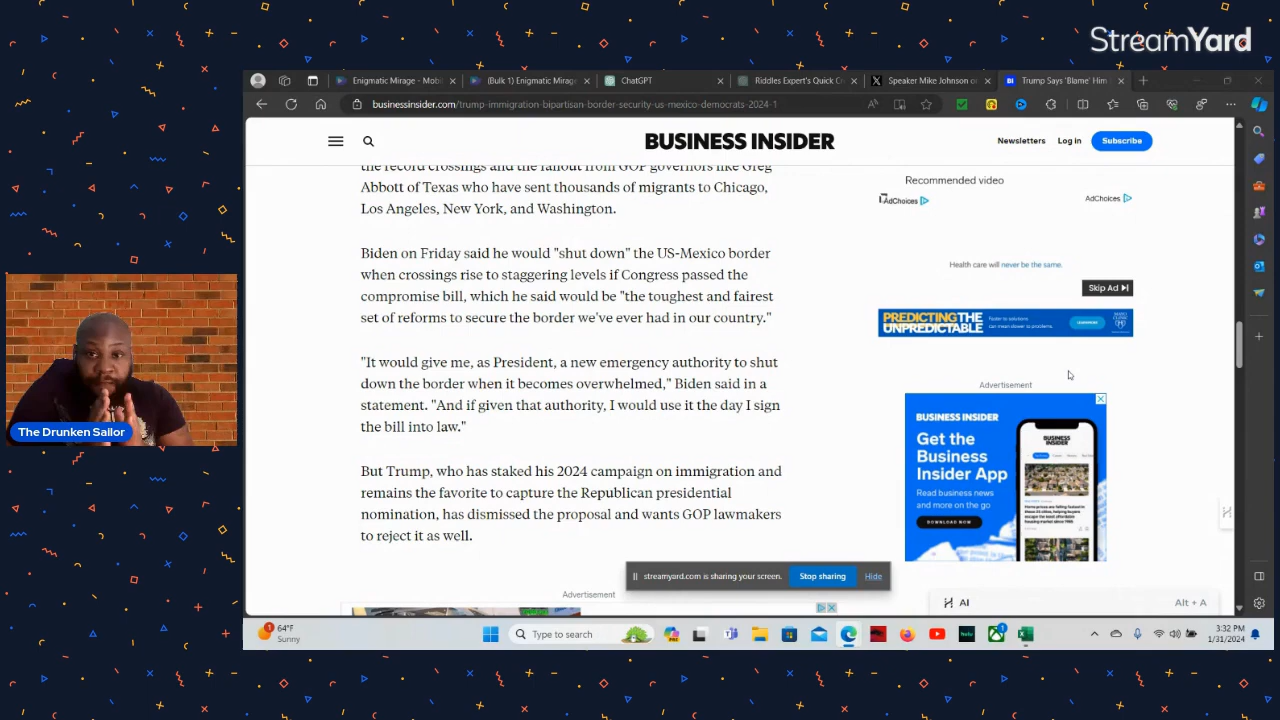 StreamYard
Enigmatic Mirage - Mobi
(Bulk 1) Enigmatic Mirage
ChatGPT
Riddles Expert's Quick C
Speaker Mike Johnson o
Trump Says 'Blame' Him
businessinsider.com/trump-immigration-bipartisan-border-security-us-mexico-democrats-2024-1
BUSINESS INSIDER
Newsletters
Log in
Subscribe
the record crossings and the fallout from GOP governors like Greg
Abbott of Texas who have sent thousands of migrants to Chicago,
Los Angeles, New York, and Washington.
Biden on Friday said he would "shut down" the US-Mexico border
when crossings rise to staggering levels if Congress passed the
compromise bill, which he said would be "the toughest and fairest
set of reforms to secure the border we've ever had in our country."
"It would give me, as President, a new emergency authority to shut
down the border when it becomes overwhelmed," Biden said in a
statement. "And if given that authority, I would use it the day I sign
the bill into law."
But Trump, who has staked his 2024 campaign on immigration and
remains the favorite to capture the Republican presidential
nomination, has dismissed the proposal and wants GOP lawmakers
to reject it as well.
Advertisement
Recommended video
AdChoices
AdChoices
Health care will never be the same.
Skip Ad
PREDICTING THE
UNPREDICTABLE
Faster to solutions
can mean slower to problems.
Advertisement
BUSINESS INSIDER
Get the
Business
Insider App
Read business news
and more on the go
DOWNLOAD NOW
The Drunken Sailor
streamyard.com is sharing your screen.
Stop sharing
Hide
AI
Alt + A
64°F
Sunny
Type to search
3:32 PM
1/31/2024